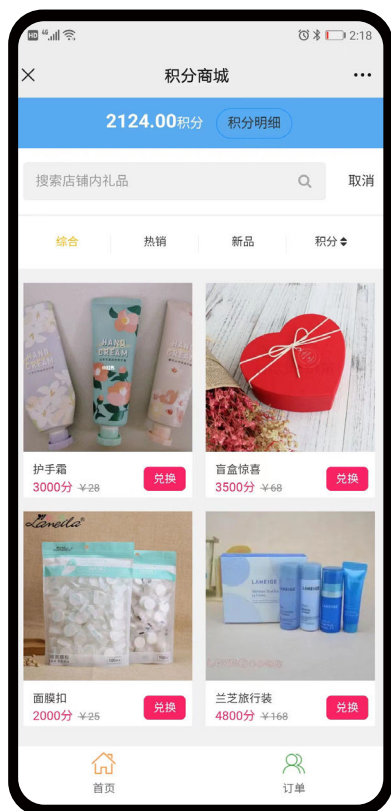 HD 4G 2:18
积分商城
2124.00积分 积分明细
搜索店铺内礼品 取消
综合 热销 新品 积分
HAND CREAM
HAND CREAM
护手霜
3000分 ¥28 兑换
盲盒惊喜
3500分 ¥68 兑换
Laneila
面膜扣
2000分 ¥25 兑换
LANEIGE
兰芝旅行装
4800分 ¥168 兑换
首页 订单